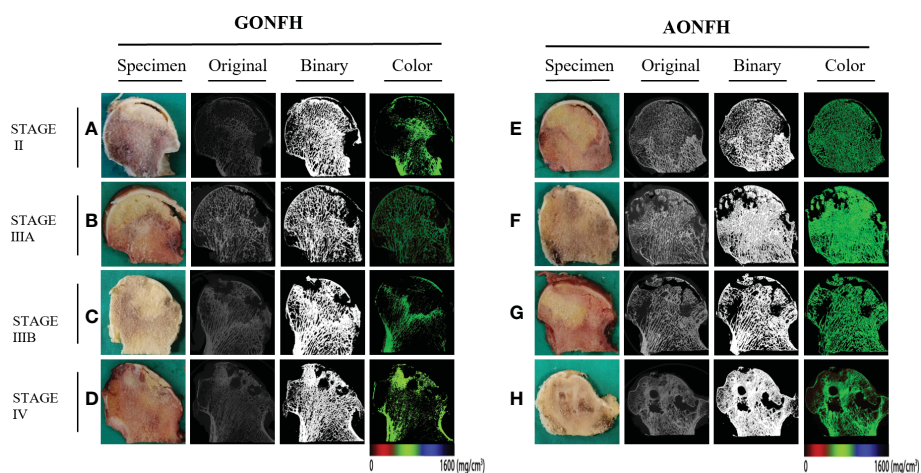 GONFH
AONFH
Specimen Original Binary Color
Specimen Original Binary Color
STAGE
II
A
E
STAGE
IIIA
B
F
STAGE
IIIB
C
G
STAGE
IV
D
H
0 1600 (mg/cm³)
0 1600 (mg/cm³)